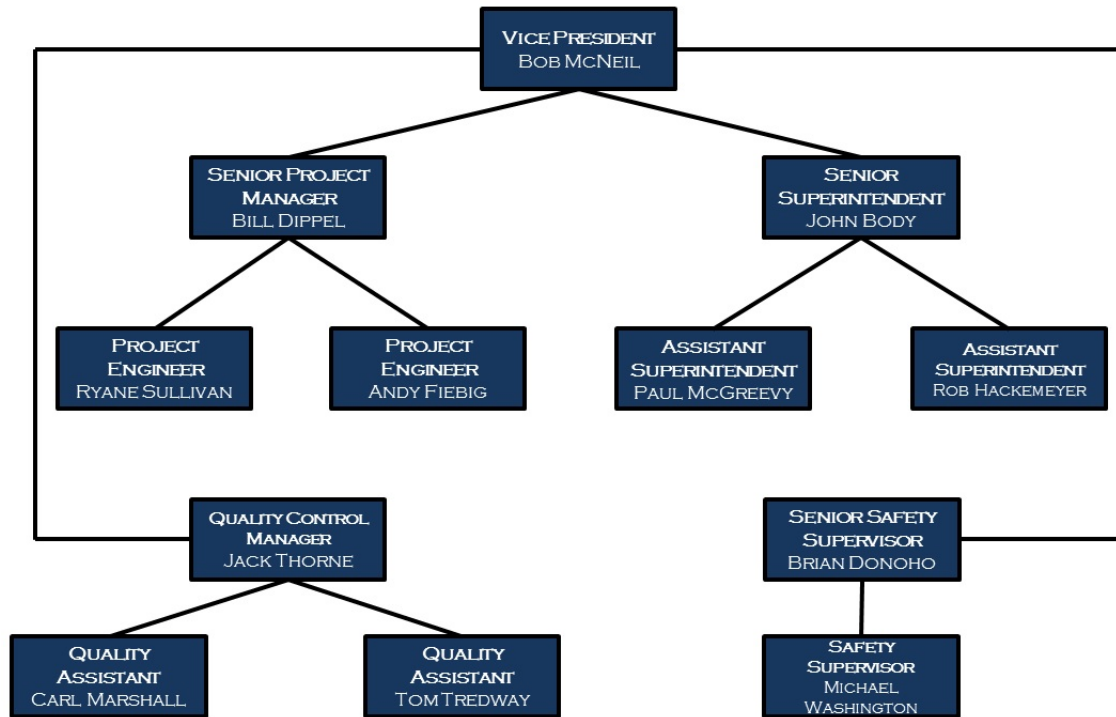 Vice President
Bob McNeil
Senior Project
Manager
Bill Dippel
Senior
Superintendent
John Body
Project
Engineer
Ryane Sullivan
Project
Engineer
Andy Fiebig
Assistant
Superintendent
Paul McGreevy
Assistant
Superintendent
Rob Hackemeyer
Quality Control
Manager
Jack Thorne
Senior Safety
Supervisor
Brian Donoho
Quality
Assistant
Carl Marshall
Quality
Assistant
Tom Tredway
Safety
Supervisor
Michael
Washington